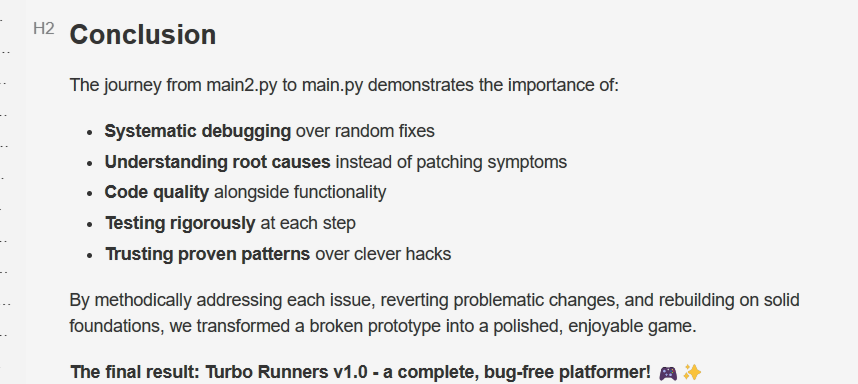 H2
Conclusion
The journey from main2.py to main.py demonstrates the importance of:
• Systematic debugging over random fixes
• Understanding root causes instead of patching symptoms
• Code quality alongside functionality
• Testing rigorously at each step
• Trusting proven patterns over clever hacks
By methodically addressing each issue, reverting problematic changes, and rebuilding on solid
foundations, we transformed a broken prototype into a polished, enjoyable game.
The final result: Turbo Runners v1.0 - a complete, bug-free platformer! 🎮✨